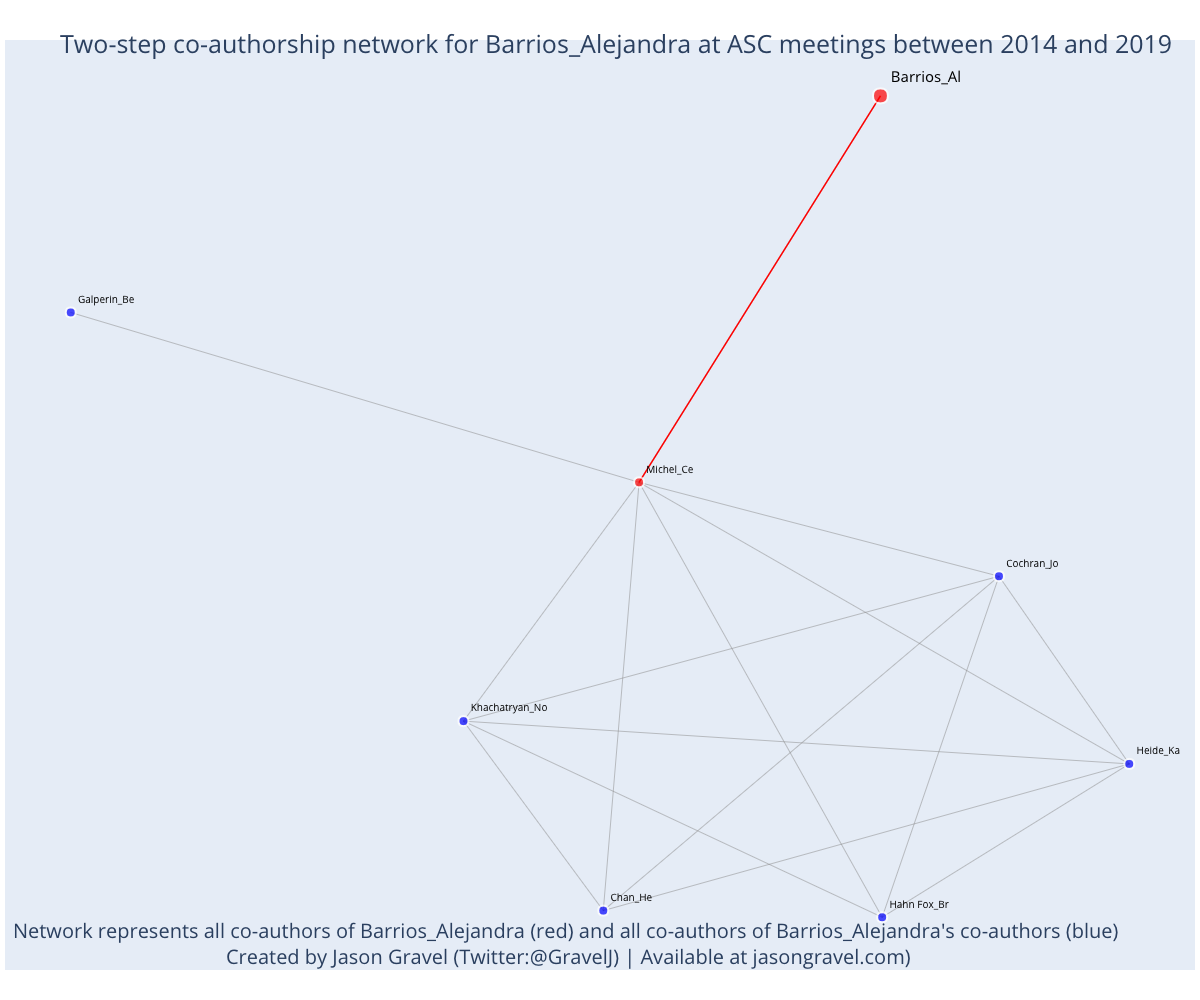 Two-step co-authorship network for Barrios_Alejandra at ASC meetings between 2014 and 2019
Barrios_Al
Galperin_Be
Michel_Ce
Cochran_Jo
Khachatryan_No
Heide_Ka
Chan_He
Hahn Fox_Br
Network represents all co-authors of Barrios_Alejandra (red) and all co-authors of Barrios_Alejandra's co-authors (blue)
Created by Jason Gravel (Twitter:@GravelJ) | Available at jasongravel.com)